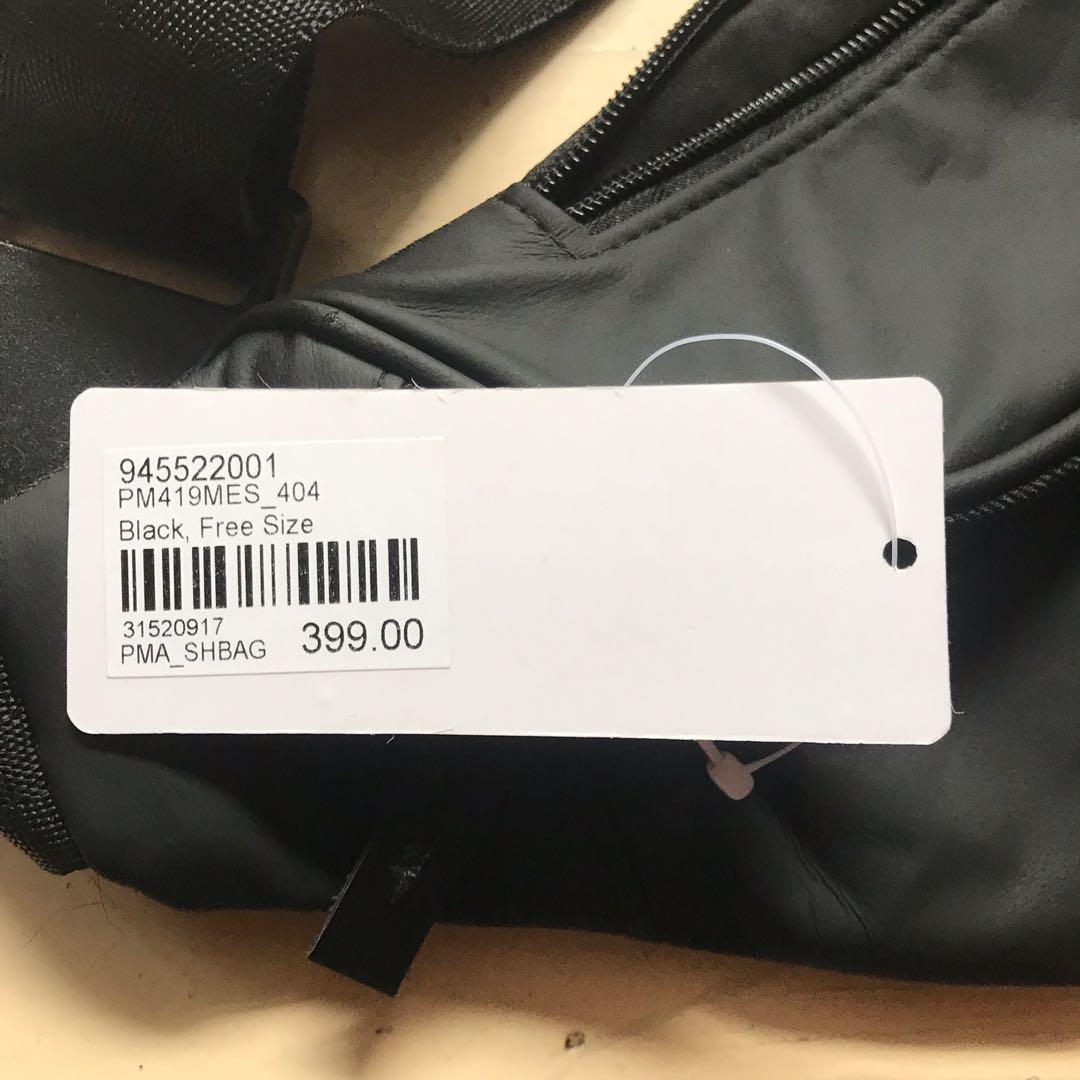 945522001
PM419MES_404
Black, Free Size
31520917
PMA_SHBAG
399.00